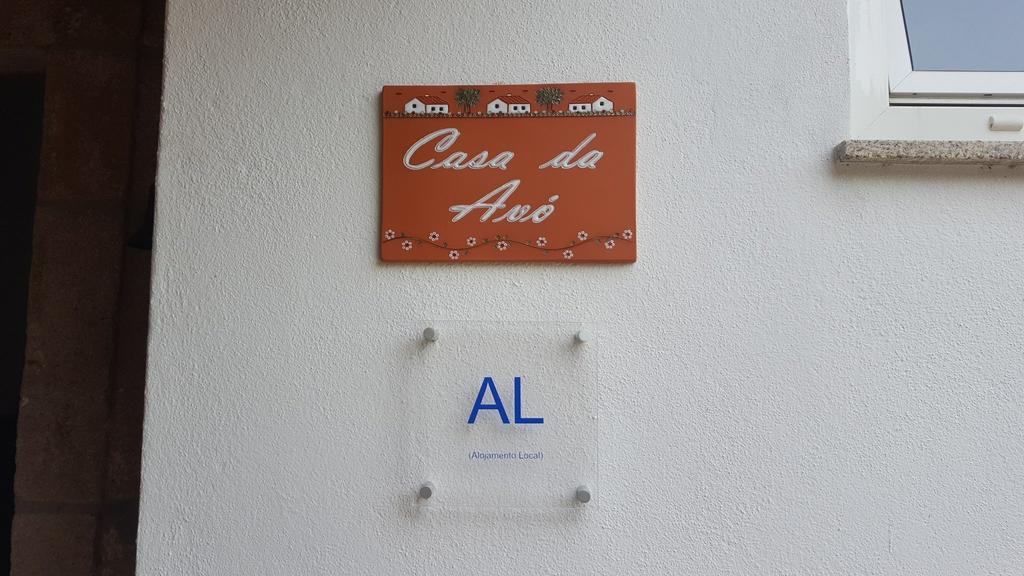 Casa da
Avó
AL
(Alojamento Local)